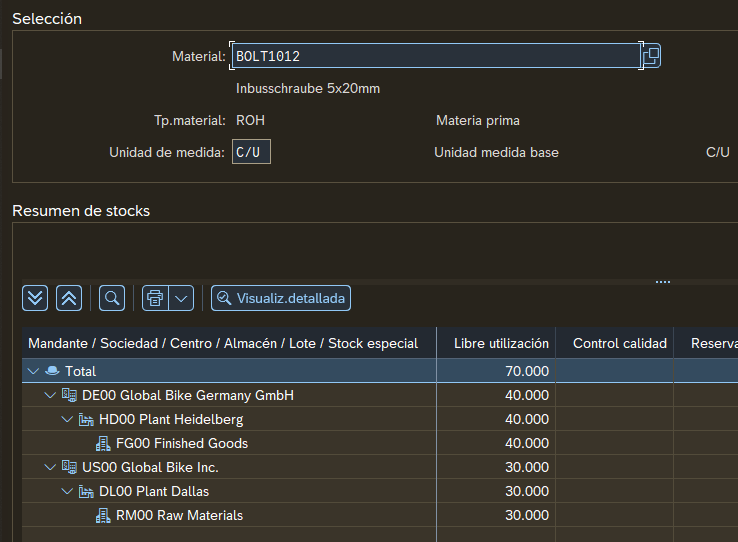 Selección
Material: BOLT1012
Inbusschraube 5x20mm
Tp.material: ROH Materia prima
Unidad de medida: C/U Unidad medida base C/U
Resumen de stocks
Visualiz.detallada
Mandante / Sociedad / Centro / Almacén / Lote / Stock especial Libre utilización Control calidad Reserva
Total 70.000
DE00 Global Bike Germany GmbH 40.000
HD00 Plant Heidelberg 40.000
FG00 Finished Goods 40.000
US00 Global Bike Inc. 30.000
DL00 Plant Dallas 30.000
RM00 Raw Materials 30.000